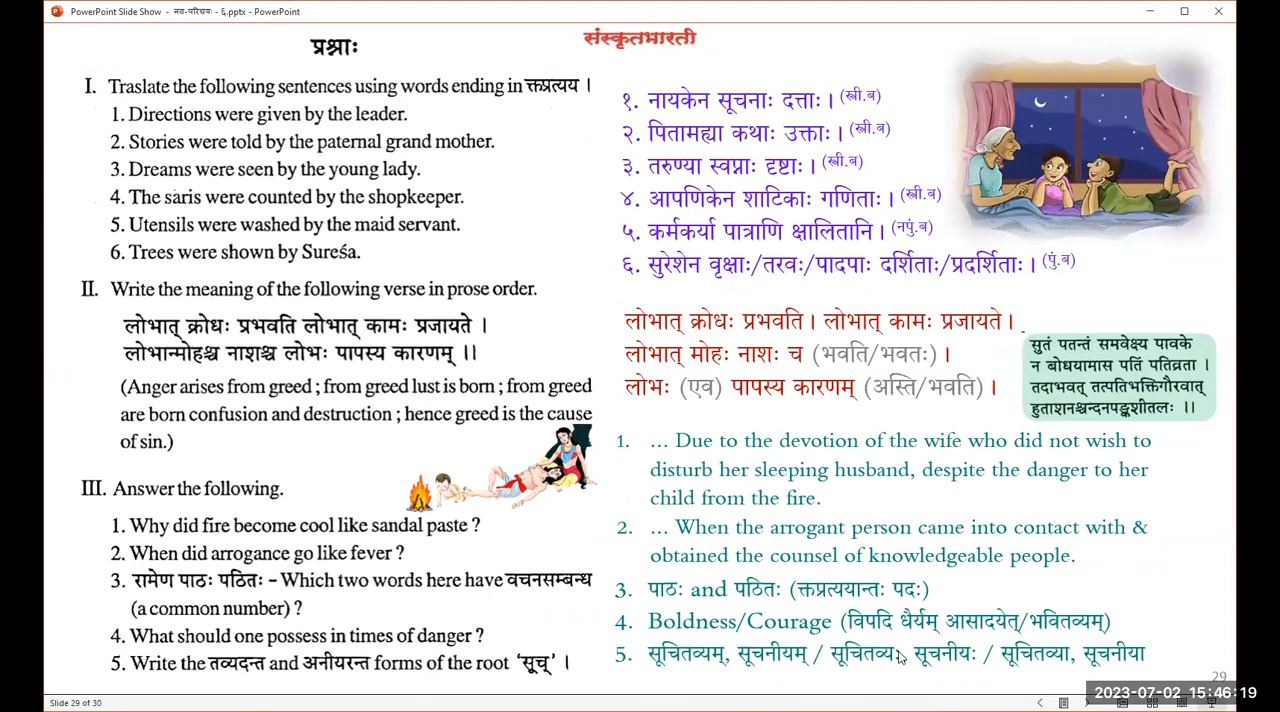 PowerPoint Slide Show - नव-परिचयः - ६.pptx - PowerPoint
संस्कृतभारती
प्रश्नाः
I. Traslate the following sentences using words ending in क्तप्रत्यय ।
1. Directions were given by the leader.
2. Stories were told by the paternal grand mother.
3. Dreams were seen by the young lady.
4. The saris were counted by the shopkeeper.
5. Utensils were washed by the maid servant.
6. Trees were shown by Sureśa.
II. Write the meaning of the following verse in prose order.
लोभात् क्रोधः प्रभवति लोभात् कामः प्रजायते ।
लोभान्मोहश्च नाशश्च लोभः पापस्य कारणम् ।।
(Anger arises from greed ; from greed lust is born ; from greed
are born confusion and destruction ; hence greed is the cause
of sin.)
III. Answer the following.
1. Why did fire become cool like sandal paste ?
2. When did arrogance go like fever ?
3. रामेण पाठः पठितः - Which two words here have वचनसम्बन्ध
(a common number) ?
4. What should one possess in times of danger ?
5. Write the तव्यदन्त and अनीयरन्त forms of the root ‘सूच्’ ।
१. नायकेन सूचनाः दत्ताः । (स्त्री.ब)
२. पितामह्या कथाः उक्ताः । (स्त्री.ब)
३. तरुण्या स्वप्नाः दृष्टाः । (स्त्री.ब)
४. आपणिकेन शाटिकाः गणिताः । (स्त्री.ब)
५. कर्मकर्या पात्राणि क्षालितानि । (नपुं.ब)
६. सुरेशेन वृक्षाः/तरवः/पादपाः दर्शिताः/प्रदर्शिताः । (पुं.ब)
लोभात् क्रोधः प्रभवति । लोभात् कामः प्रजायते ।
लोभात् मोहः नाशः च (भवति/भवतः) ।
लोभः (एव) पापस्य कारणम् (अस्ति/भवति) ।
सुतं पतन्तं समवेक्ष्य पावके
न बोधयामास पतिं पतिव्रता ।
तदाभवत् तत्पतिभक्तिगौरवात्
हुताशनश्चन्दनपङ्कशीतलः ।।
1. ... Due to the devotion of the wife who did not wish to
disturb her sleeping husband, despite the danger to her
child from the fire.
2. ... When the arrogant person came into contact with &
obtained the counsel of knowledgeable people.
3. पाठः and पठितः (क्तप्रत्ययान्तः पदः)
4. Boldness/Courage (विपदि धैर्यम् आसादयेत्/भवितव्यम्)
5. सूचितव्यम्, सूचनीयम् / सूचितव्यः, सूचनीयः / सूचितव्या, सूचनीया
29
2023-07-02 15:46:19
Slide 29 of 30